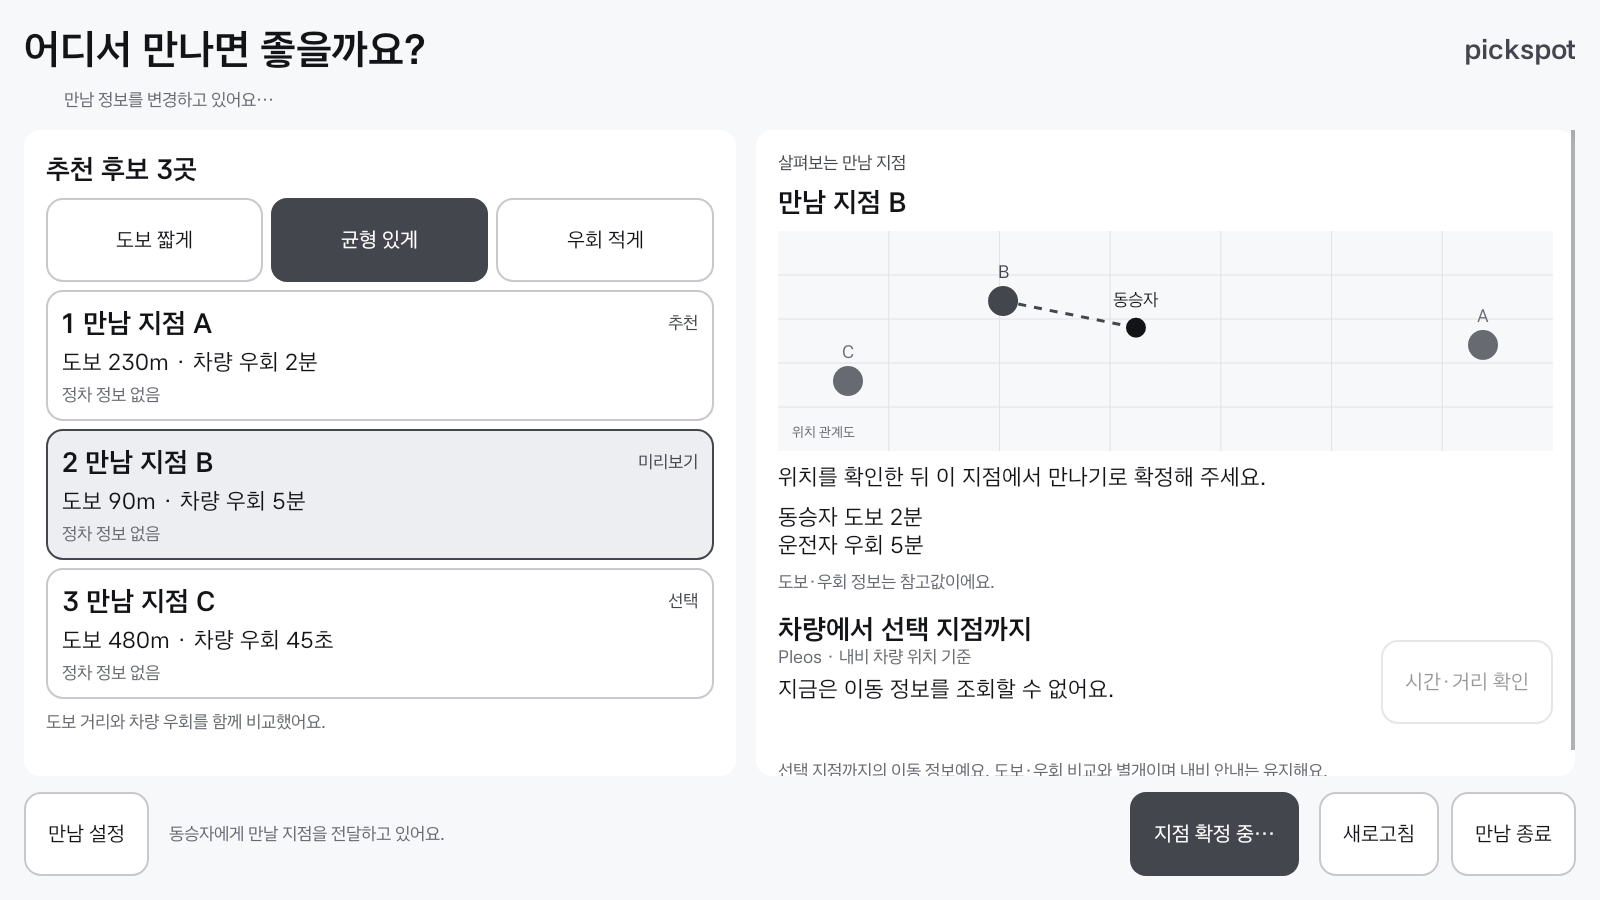 어디서 만나면 좋을까요?
pickspot
만남 정보를 변경하고 있어요···
추천 후보 3곳
도보 짧게
균형 있게
우회 적게
1 만남 지점 A
추천
도보 230m · 차량 우회 2분
정차 정보 없음
2 만남 지점 B
미리보기
도보 90m · 차량 우회 5분
정차 정보 없음
3 만남 지점 C
선택
도보 480m · 차량 우회 45초
정차 정보 없음
도보 거리와 차량 우회를 함께 비교했어요.
살펴보는 만남 지점
만남 지점 B
B
동승자
A
C
위치 관계도
위치를 확인한 뒤 이 지점에서 만나기로 확정해 주세요.
동승자 도보 2분
운전자 우회 5분
도보·우회 정보는 참고값이에요.
차량에서 선택 지점까지
Pleos · 내비 차량 위치 기준
지금은 이동 정보를 조회할 수 없어요.
시간·거리 확인
선택 지점까지의 이동 정보예요. 도보·우회 비교와 별개이며 내비 안내는 유지해요.
만남 설정
동승자에게 만날 지점을 전달하고 있어요.
지점 확정 중···
새로고침
만남 종료